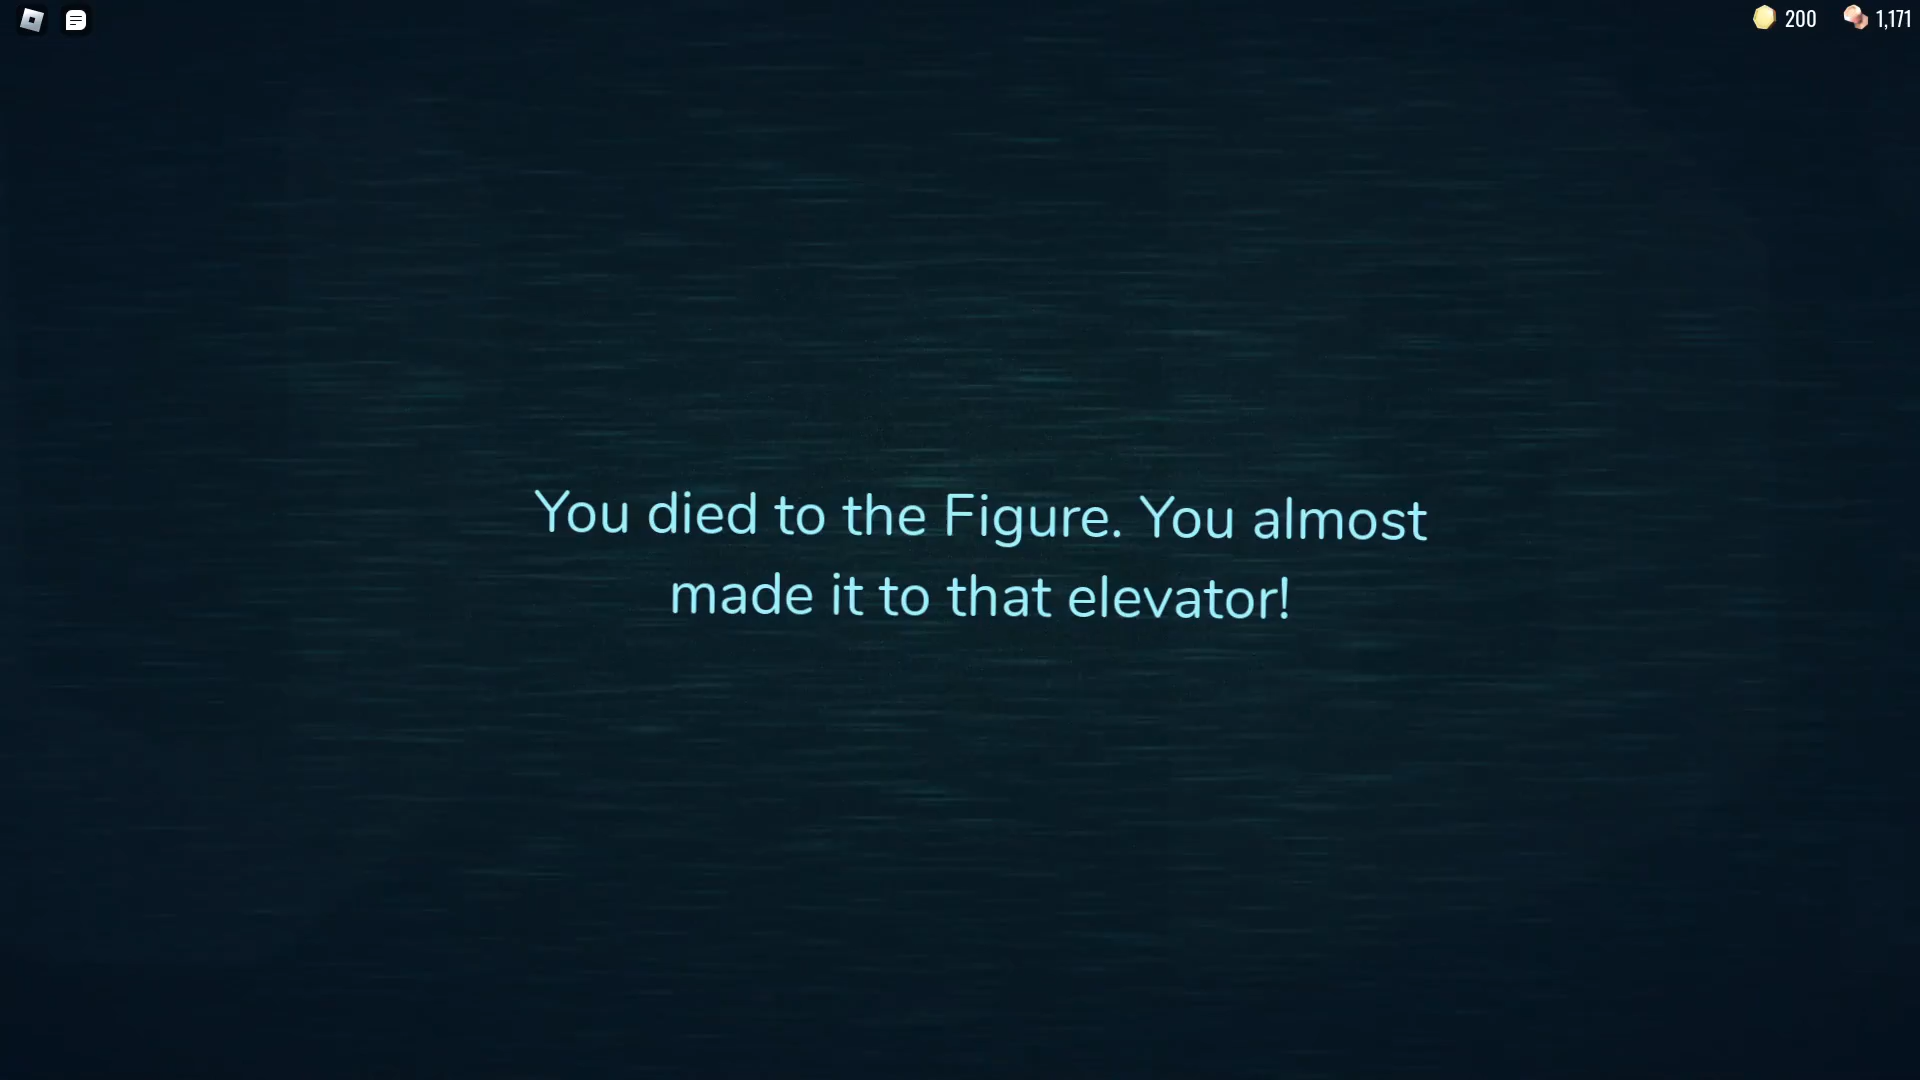 200 1,171
You died to the Figure. You almost
made it to that elevator!